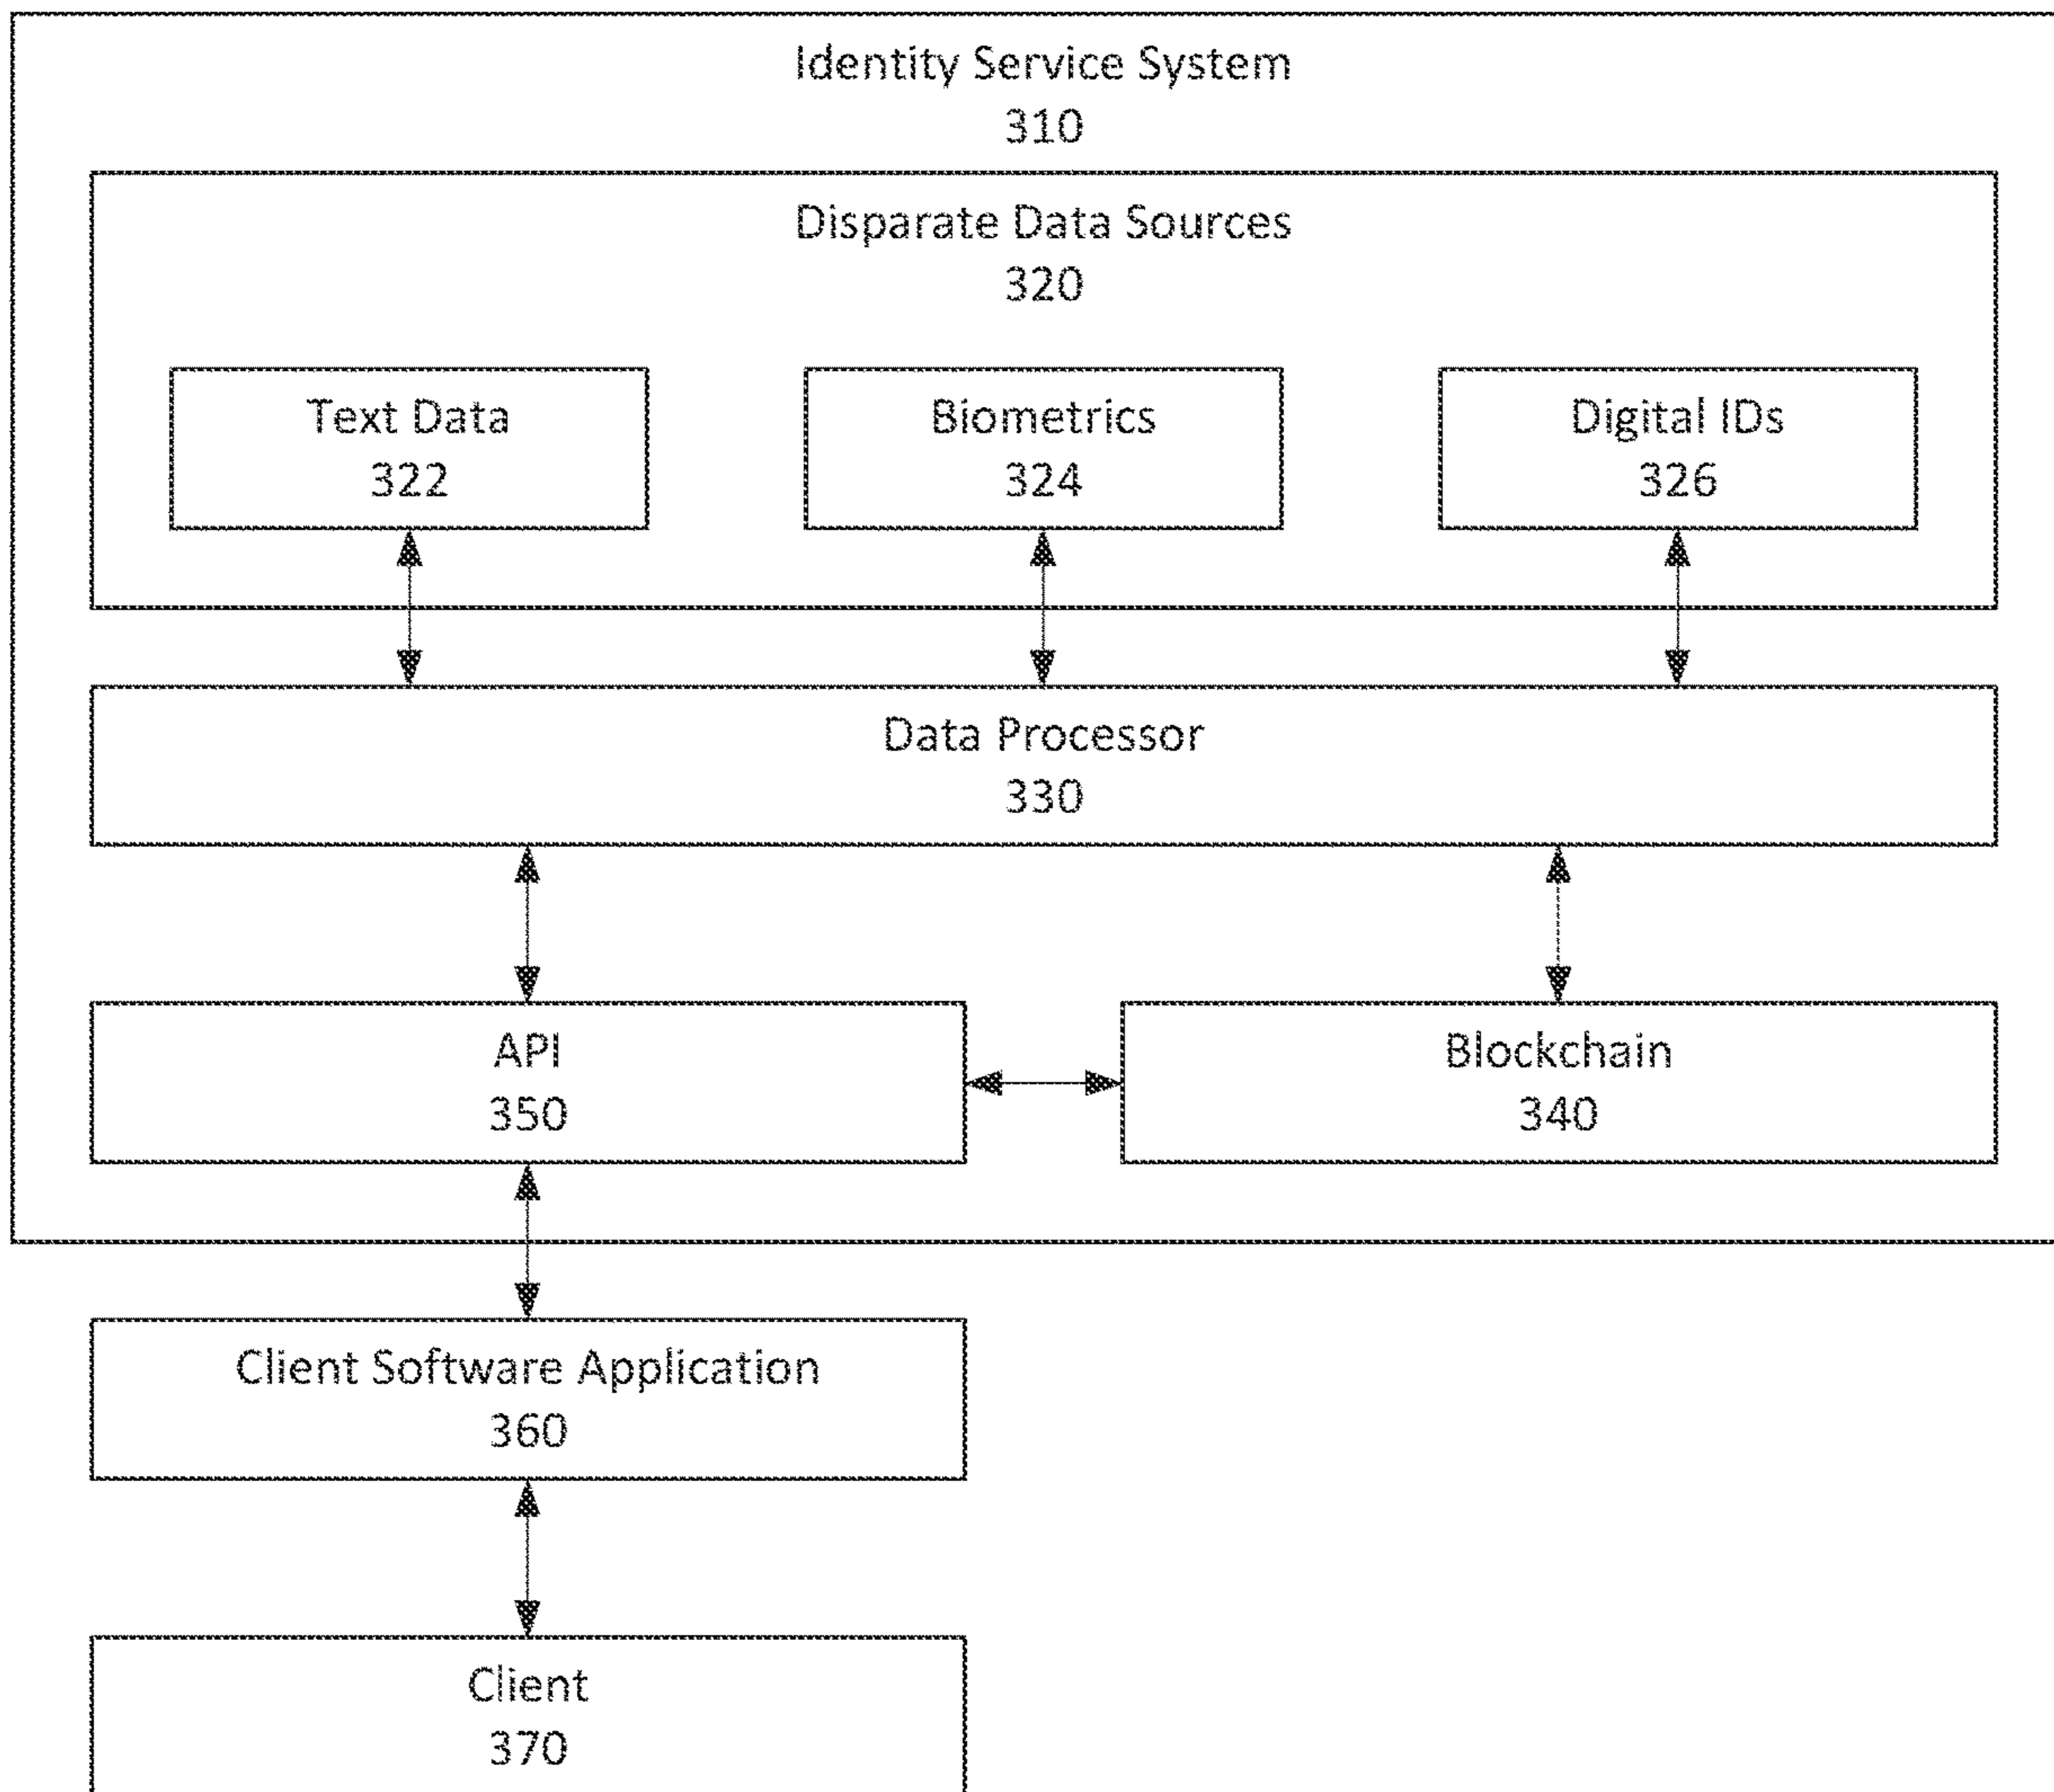 Identity Service System
310
Disparate Data Sources
320
Text Data
322
Biometrics
324
Digital IDs
326
Data Processor
330
API
350
Blockchain
340
Client Software Application
360
Client
370